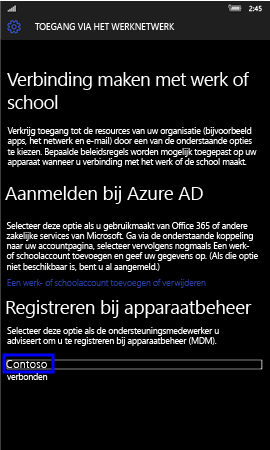 2:45
TOEGANG VIA HET WERKNETWERK
Verbinding maken met werk of
school
Verkrijg toegang tot de resources van uw organisatie (bijvoorbeeld
apps, het netwerk en e-mail) door een van de onderstaande opties
te kiezen. Bepaalde beleidsregels worden mogelijk toegepast op uw
apparaat wanneer u verbinding met het werk of de school maakt.
Aanmelden bij Azure AD
Selecteer deze optie als u gebruikmaakt van Office 365 of andere
zakelijke services van Microsoft. Ga via de onderstaande koppeling
naar uw accountpagina, selecteer vervolgens nogmaals Een werk-
of schoolaccount toevoegen en geef uw gegevens op. (Als die optie
niet beschikbaar is, bent u al aangemeld.)
Een werk- of schoolaccount toevoegen of verwijderen
Registreren bij apparaatbeheer
Selecteer deze optie als de ondersteuningsmedewerker u
adviseert om u te registreren bij apparaatbeheer (MDM).
Contoso
verbonden